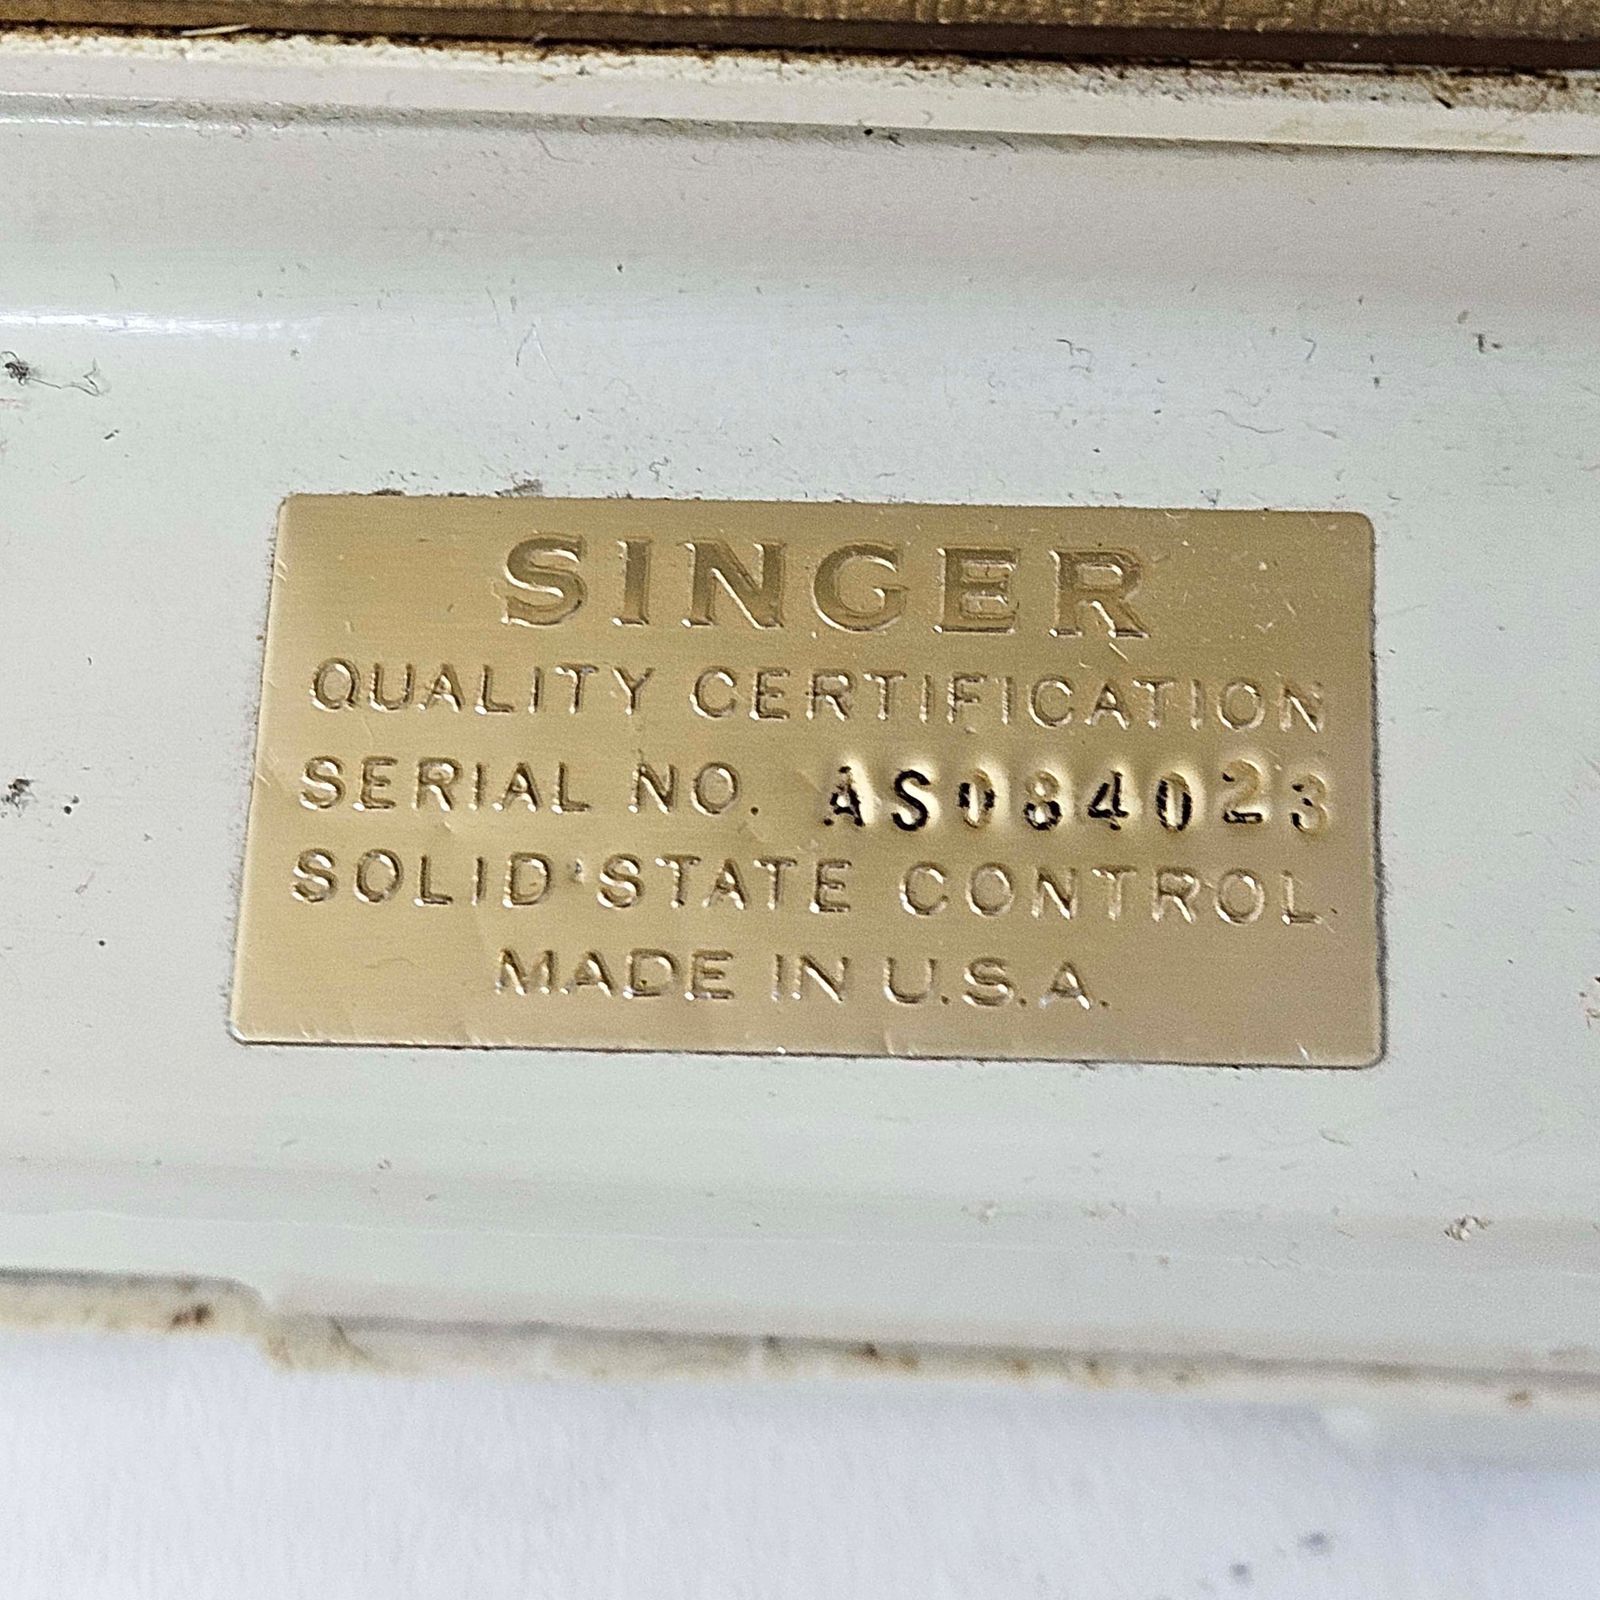 SINGER
QUALITY CERTIFICATION
SERIAL NO. AS084023
SOLID STATE CONTROL
MADE IN U.S.A.